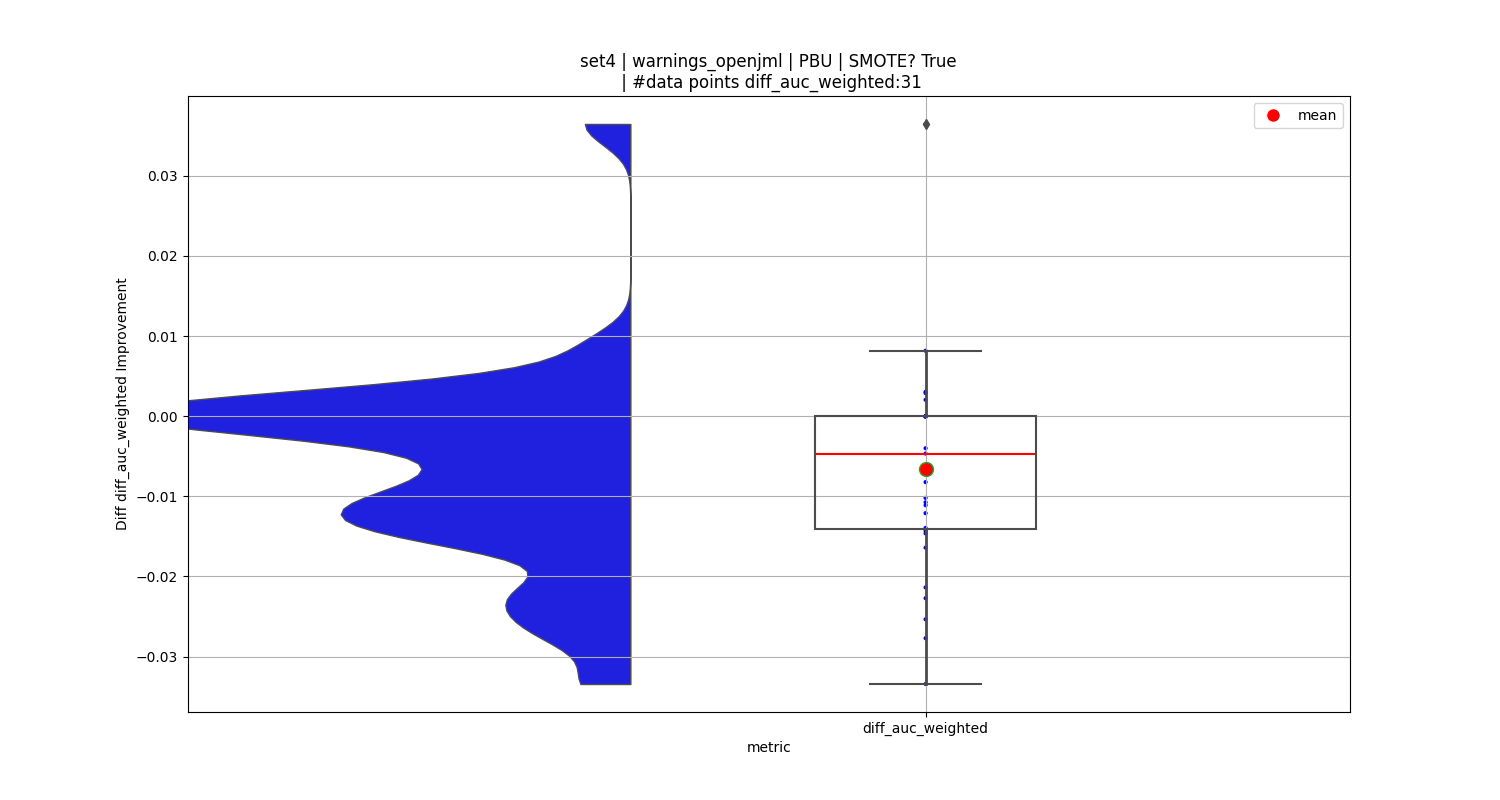 set4 | warnings_openjml | PBU | SMOTE? True
| #data points diff_auc_weighted:31
mean
0.03
0.02
0.01
0.00
−0.01
−0.02
−0.03
Diff diff_auc_weighted Improvement
diff_auc_weighted
metric